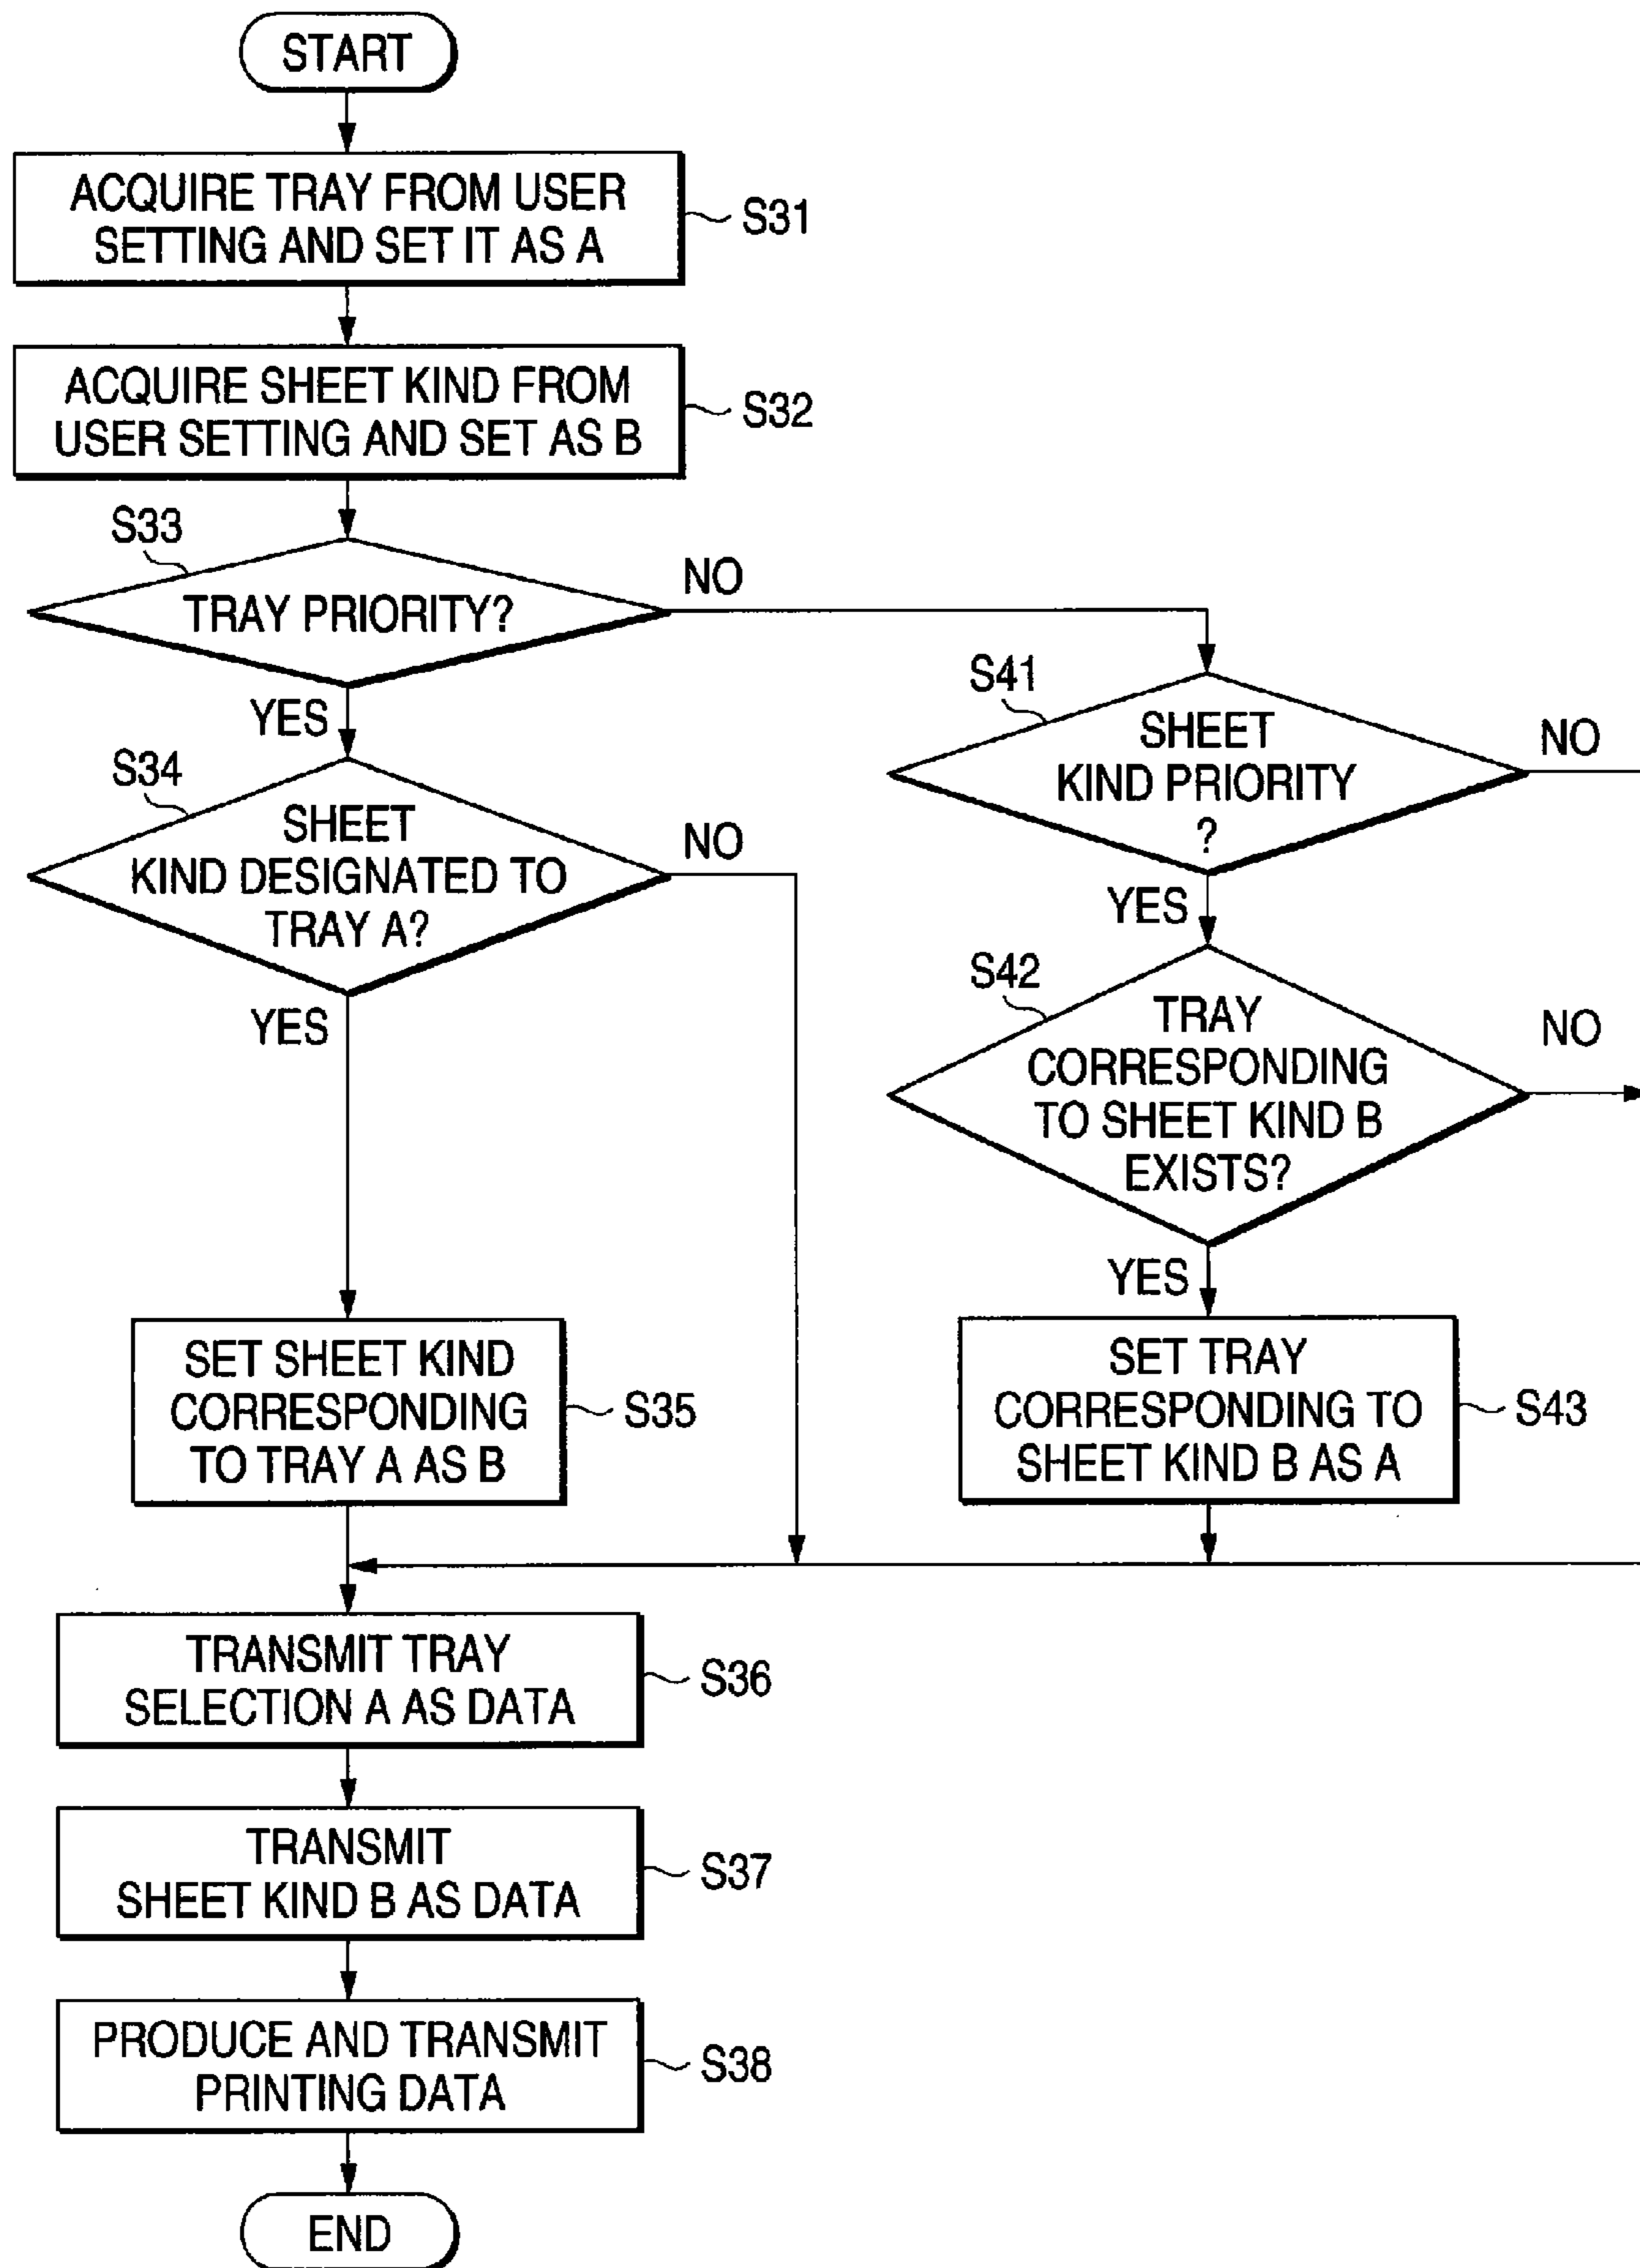 START
ACQUIRE TRAY FROM USER
SETTING AND SET IT AS A
S31
ACQUIRE SHEET KIND FROM
USER SETTING AND SET AS B
S32
S33
TRAY PRIORITY?
NO
YES
S34
SHEET
KIND DESIGNATED TO
TRAY A?
NO
YES
S41
SHEET
KIND PRIORITY
?
NO
YES
S42
TRAY
CORRESPONDING
TO SHEET KIND B
EXISTS?
NO
YES
SET SHEET KIND
CORRESPONDING
TO TRAY A AS B
S35
SET TRAY
CORRESPONDING TO
SHEET KIND B AS A
S43
TRANSMIT TRAY
SELECTION A AS DATA
S36
TRANSMIT
SHEET KIND B AS DATA
S37
PRODUCE AND TRANSMIT
PRINTING DATA
S38
END